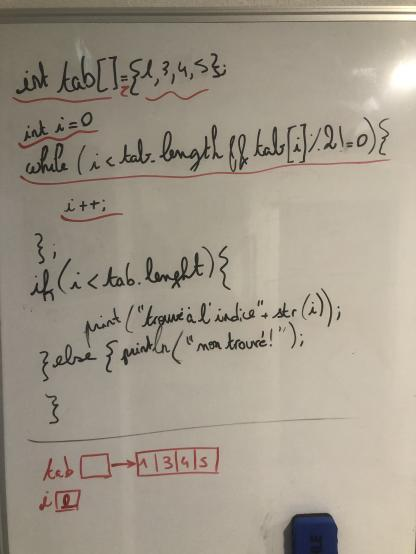 int tab[] = {1,3,4,5};
int i=0
while (i < tab.length && tab[i]%2!=0){
i++;
};
if (i < tab.lenght){
print("trouvé à l'indice"+ str(i));
}else {println("non trouvé!");
}
tab → 1 3 4 5
i